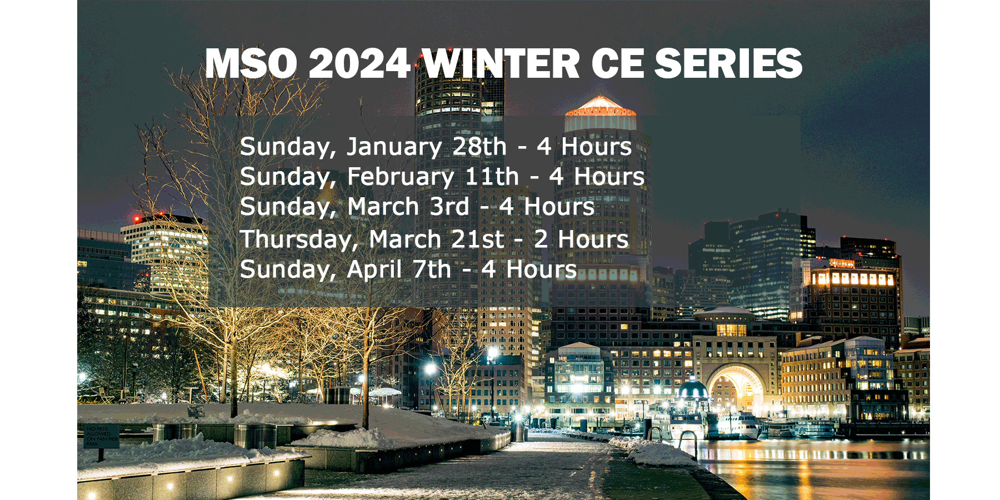 MSO 2024 WINTER CE SERIES
Sunday, January 28th - 4 Hours
Sunday, February 11th - 4 Hours
Sunday, March 3rd - 4 Hours
Thursday, March 21st - 2 Hours
Sunday, April 7th - 4 Hours
NO PETS
ALLOWED
ON FAN PIER
PARK